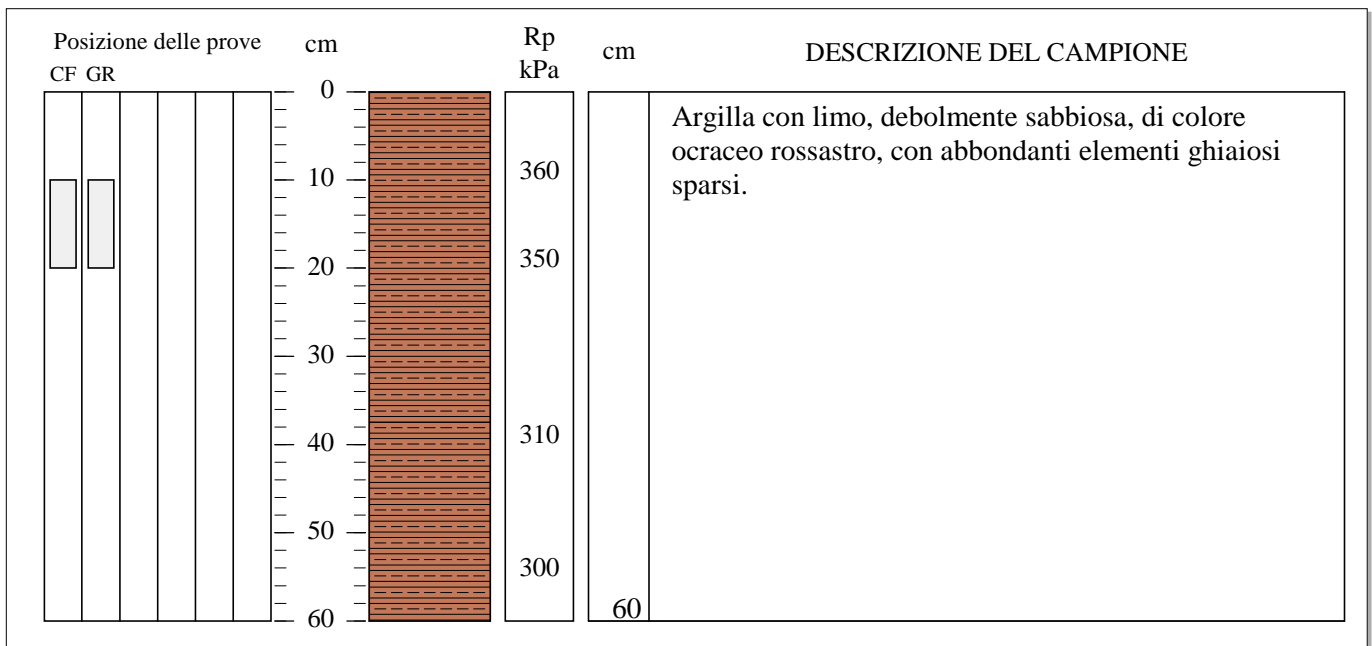 Posizione delle prove
cm
Rp
kPa
cm
DESCRIZIONE DEL CAMPIONE
CF GR
0
10
20
30
40
50
60
360
350
310
300
60
Argilla con limo, debolmente sabbiosa, di colore
ocraceo rossastro, con abbondanti elementi ghiaiosi
sparsi.